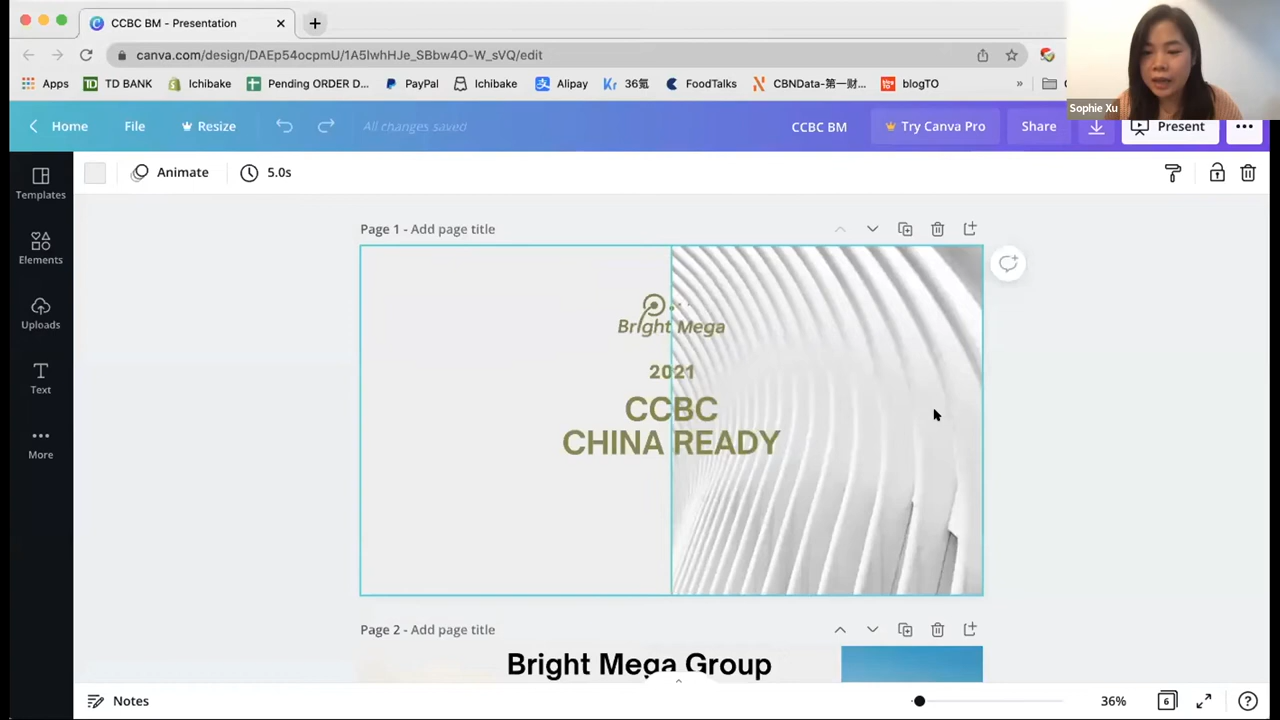 CCBC BM - Presentation
canva.com/design/DAEp54ocpmU/1A5lwhHJe_SBbw4O-W_sVQ/edit
Apps TD BANK Ichibake Pending ORDER D... PayPal Ichibake Alipay 36氪 FoodTalks CBNData-第一财... blogTO »
Sophie Xu
Home File Resize All changes saved CCBC BM Try Canva Pro Share Present
Templates
Animate 5.0s
Elements
Uploads
Text
More
Page 1 - Add page title
Bright Mega
2021
CCBC
CHINA READY
Page 2 - Add page title
Bright Mega Group
Notes 36% 6